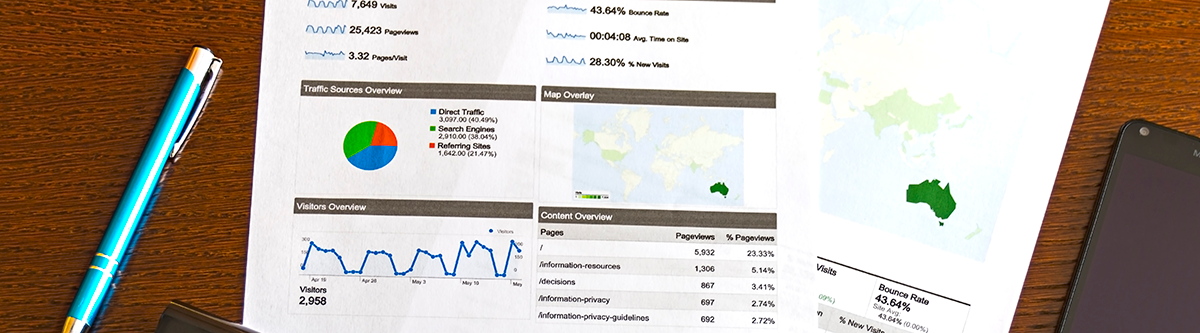 7,649 Visits
25,423 Pageviews
3.32 Pages/Visit
43.64% Bounce Rate
00:04:08 Avg. Time on Site
28.30% % New Visits
Traffic Sources Overview
Direct Traffic
3,097.00 (40.49%)
Search Engines
2,910.00 (38.04%)
Referring Sites
1,642.00 (21.47%)
Map Overlay
Visitors Overview
Visitors
300
150
0
Apr 26
May 3
May 10
May
Visitors
2,958
Content Overview
Pages Pageviews % Pageviews
/ 5,932 23.33%
/information-resources 1,306 5.14%
/decisions 867 3.41%
/information-privacy 697 2.74%
/information-privacy-guidelines 692 2.72%
Visits
Bounce Rate
43.64%
Site Avg:
43.64% (0.00%)
% New Visits